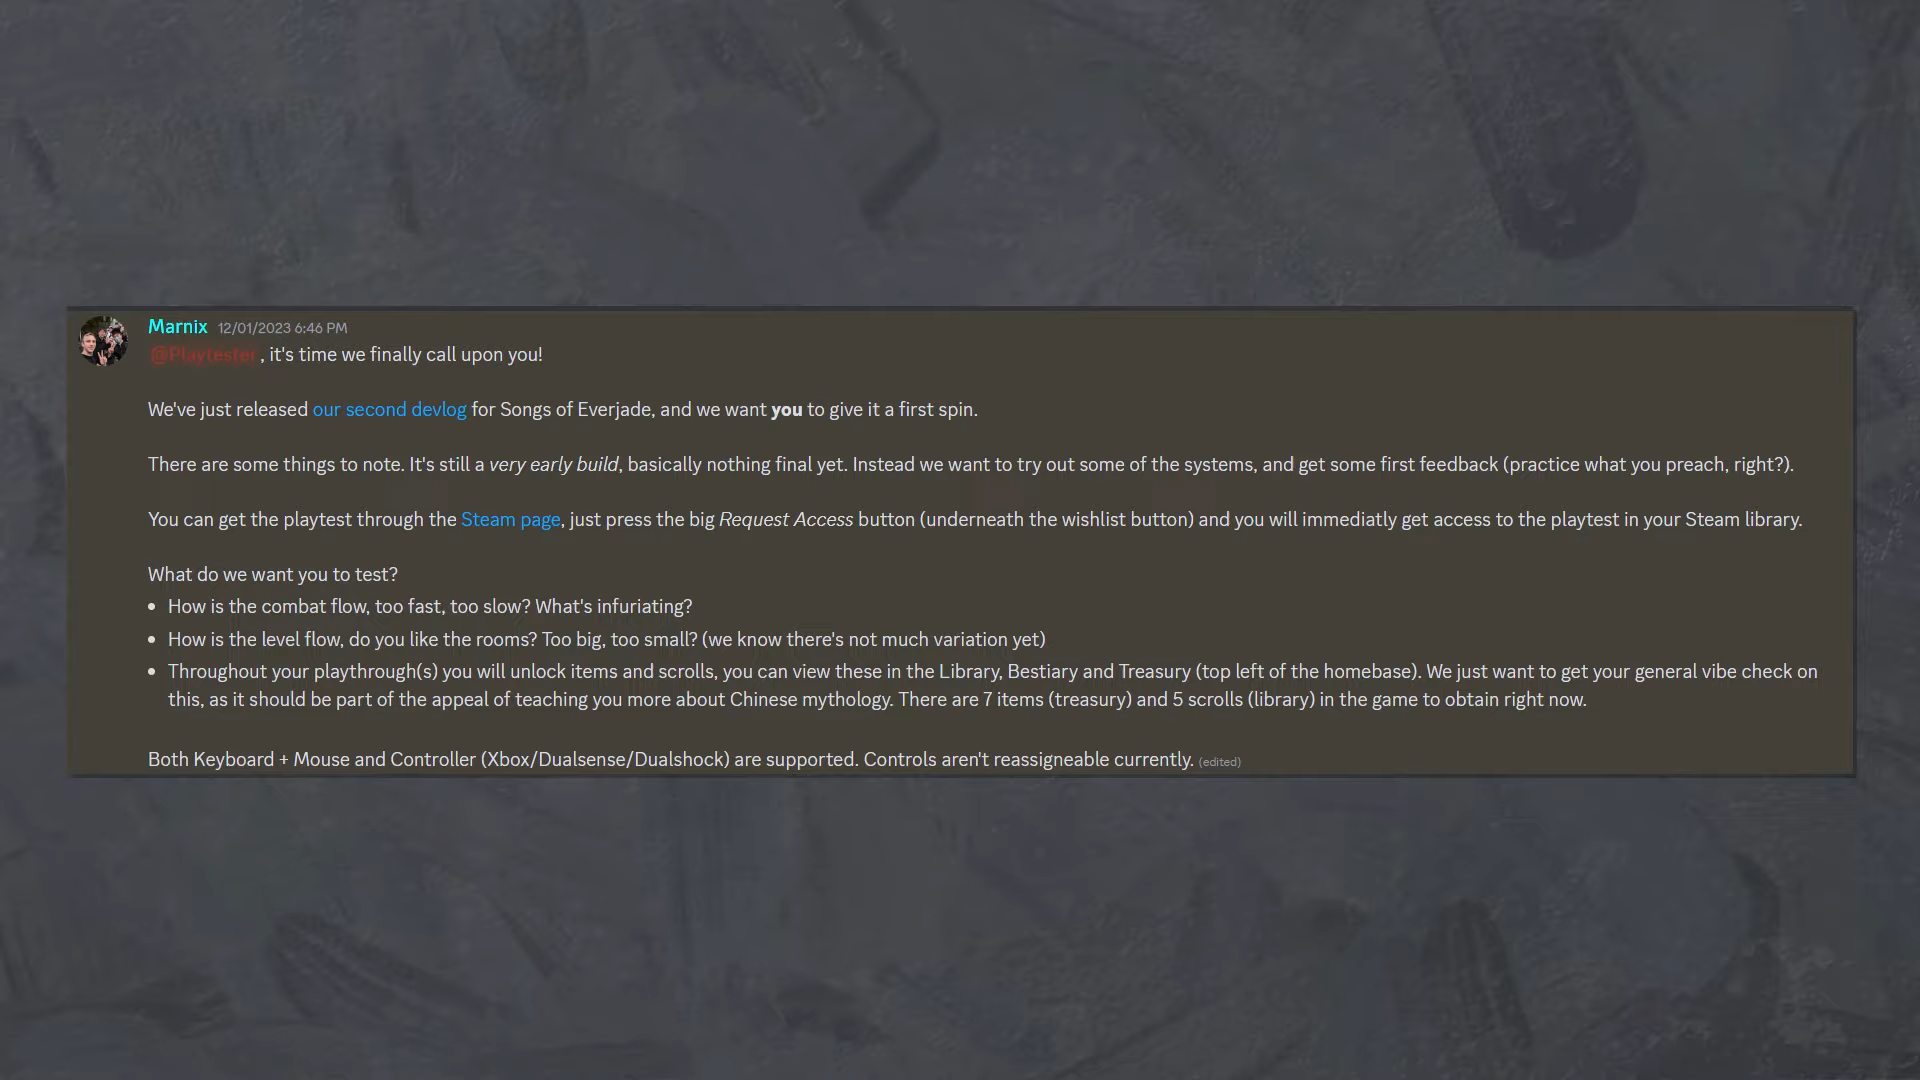 Marnix 12/01/2023 6:46 PM
@Playtester, it's time we finally call upon you!
We've just released our second devlog for Songs of Everjade, and we want you to give it a first spin.
There are some things to note. It's still a very early build, basically nothing final yet. Instead we want to try out some of the systems, and get some first feedback (practice what you preach, right?).
You can get the playtest through the Steam page, just press the big Request Access button (underneath the wishlist button) and you will immediatly get access to the playtest in your Steam library.
What do we want you to test?
• How is the combat flow, too fast, too slow? What's infuriating?
• How is the level flow, do you like the rooms? Too big, too small? (we know there's not much variation yet)
• Throughout your playthrough(s) you will unlock items and scrolls, you can view these in the Library, Bestiary and Treasury (top left of the homebase). We just want to get your general vibe check on
this, as it should be part of the appeal of teaching you more about Chinese mythology. There are 7 items (treasury) and 5 scrolls (library) in the game to obtain right now.
Both Keyboard + Mouse and Controller (Xbox/Dualsense/Dualshock) are supported. Controls aren't reassigneable currently. (edited)